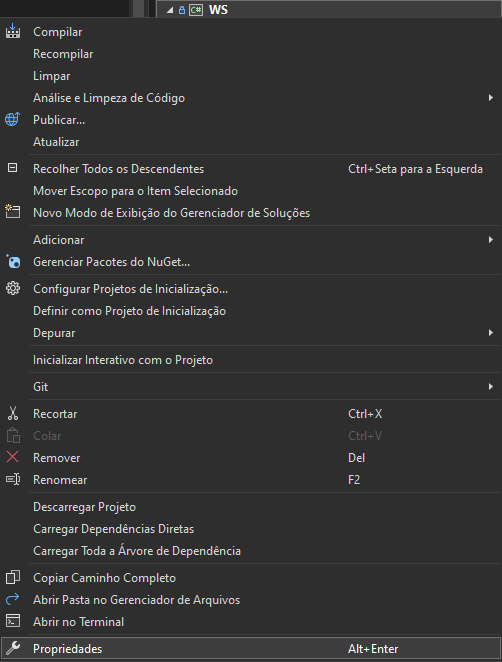 C# WS
Compilar
Recompilar
Limpar
Análise e Limpeza de Código
Publicar...
Atualizar
Recolher Todos os Descendentes Ctrl+Seta para a Esquerda
Mover Escopo para o Item Selecionado
Novo Modo de Exibição do Gerenciador de Soluções
Adicionar
Gerenciar Pacotes do NuGet...
Configurar Projetos de Inicialização...
Definir como Projeto de Inicialização
Depurar
Inicializar Interativo com o Projeto
Git
Recortar Ctrl+X
Colar Ctrl+V
Remover Del
Renomear F2
Descarregar Projeto
Carregar Dependências Diretas
Carregar Toda a Árvore de Dependência
Copiar Caminho Completo
Abrir Pasta no Gerenciador de Arquivos
Abrir no Terminal
Propriedades Alt+Enter